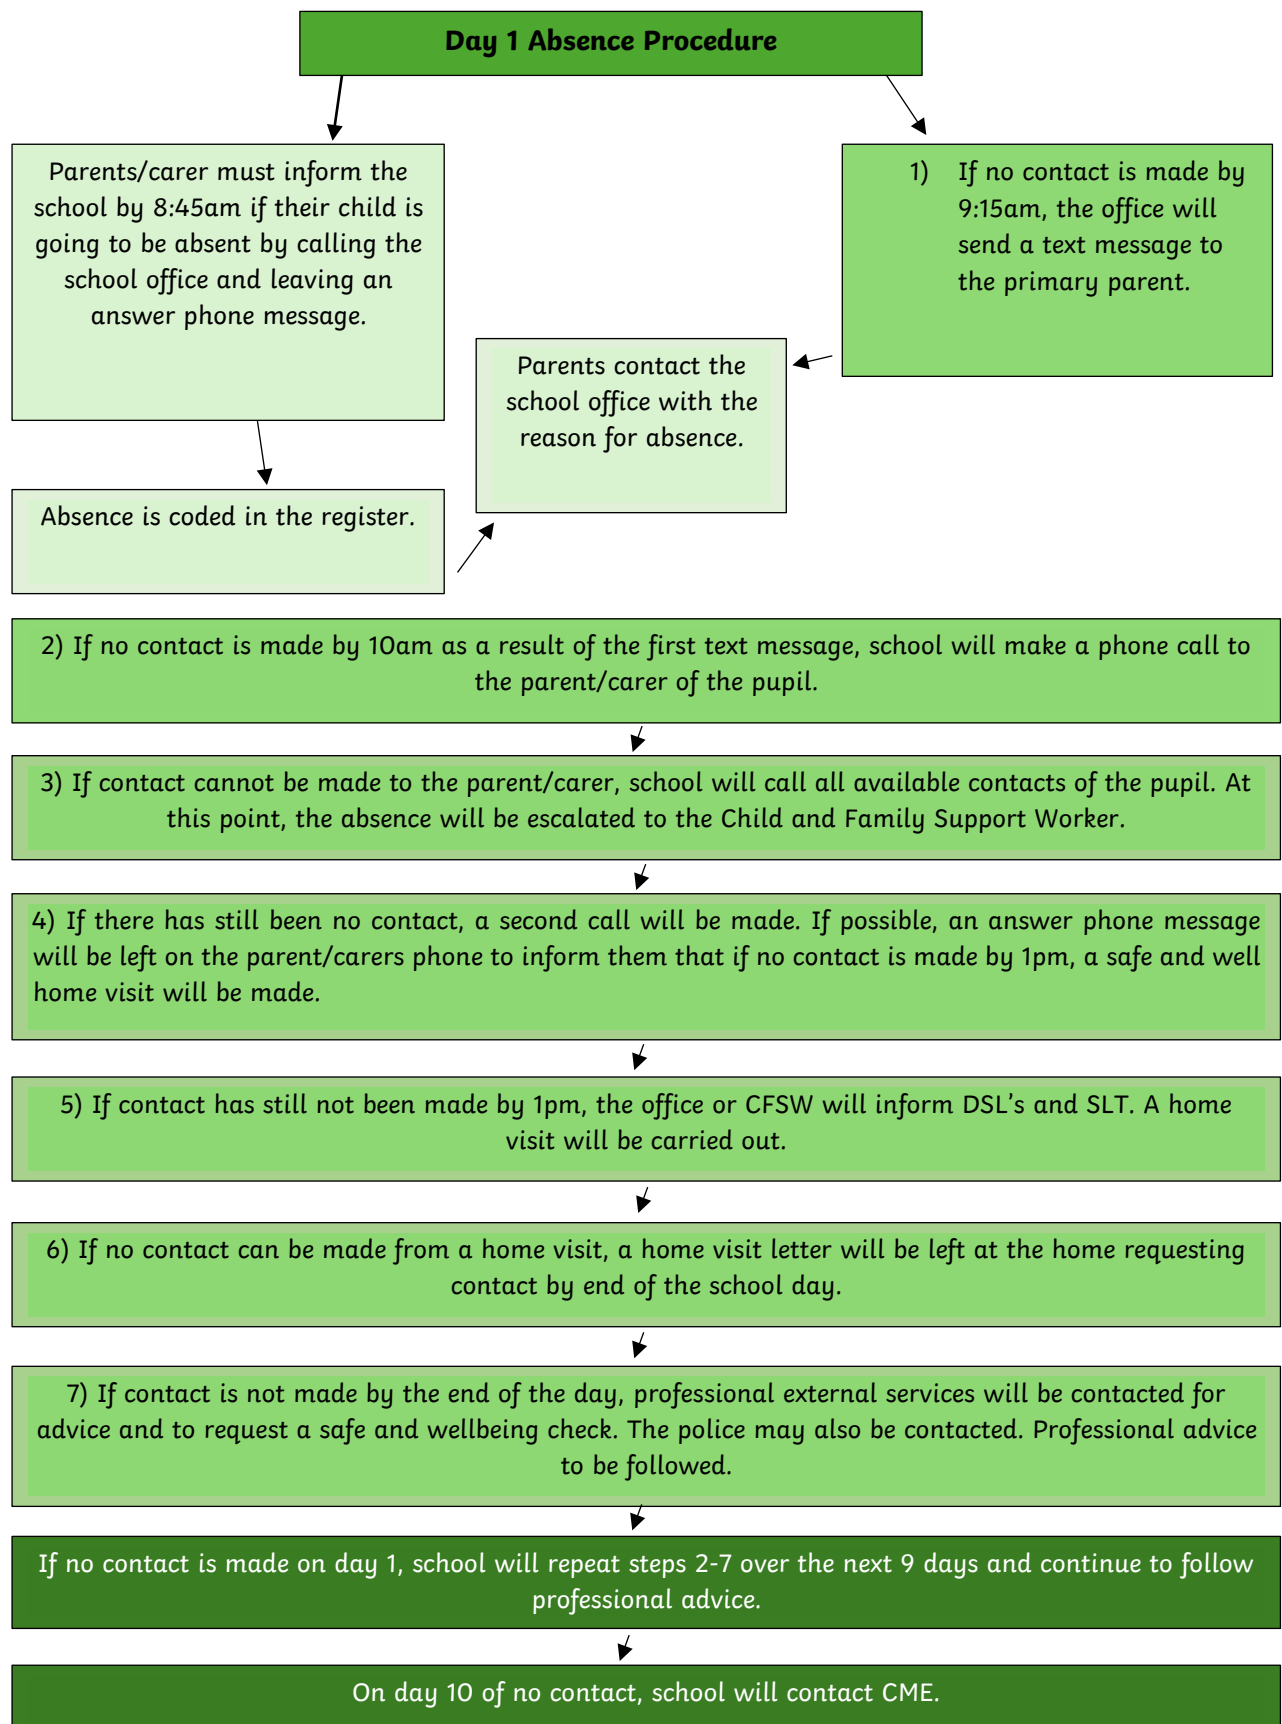 Day 1 Absence Procedure
Parents/carer must inform the
school by 8:45am if their child is
going to be absent by calling the
school office and leaving an
answer phone message.
1) If no contact is made by
9:15am, the office will
send a text message to
the primary parent.
Parents contact the
school office with the
reason for absence.
Absence is coded in the register.
2) If no contact is made by 10am as a result of the first text message, school will make a phone call to
the parent/carer of the pupil.
3) If contact cannot be made to the parent/carer, school will call all available contacts of the pupil. At
this point, the absence will be escalated to the Child and Family Support Worker.
4) If there has still been no contact, a second call will be made. If possible, an answer phone message
will be left on the parent/carers phone to inform them that if no contact is made by 1pm, a safe and well
home visit will be made.
5) If contact has still not been made by 1pm, the office or CFSW will inform DSL's and SLT. A home
visit will be carried out.
6) If no contact can be made from a home visit, a home visit letter will be left at the home requesting
contact by end of the school day.
7) If contact is not made by the end of the day, professional external services will be contacted for
advice and to request a safe and wellbeing check. The police may also be contacted. Professional advice
to be followed.
If no contact is made on day 1, school will repeat steps 2-7 over the next 9 days and continue to follow
professional advice.
On day 10 of no contact, school will contact CME.